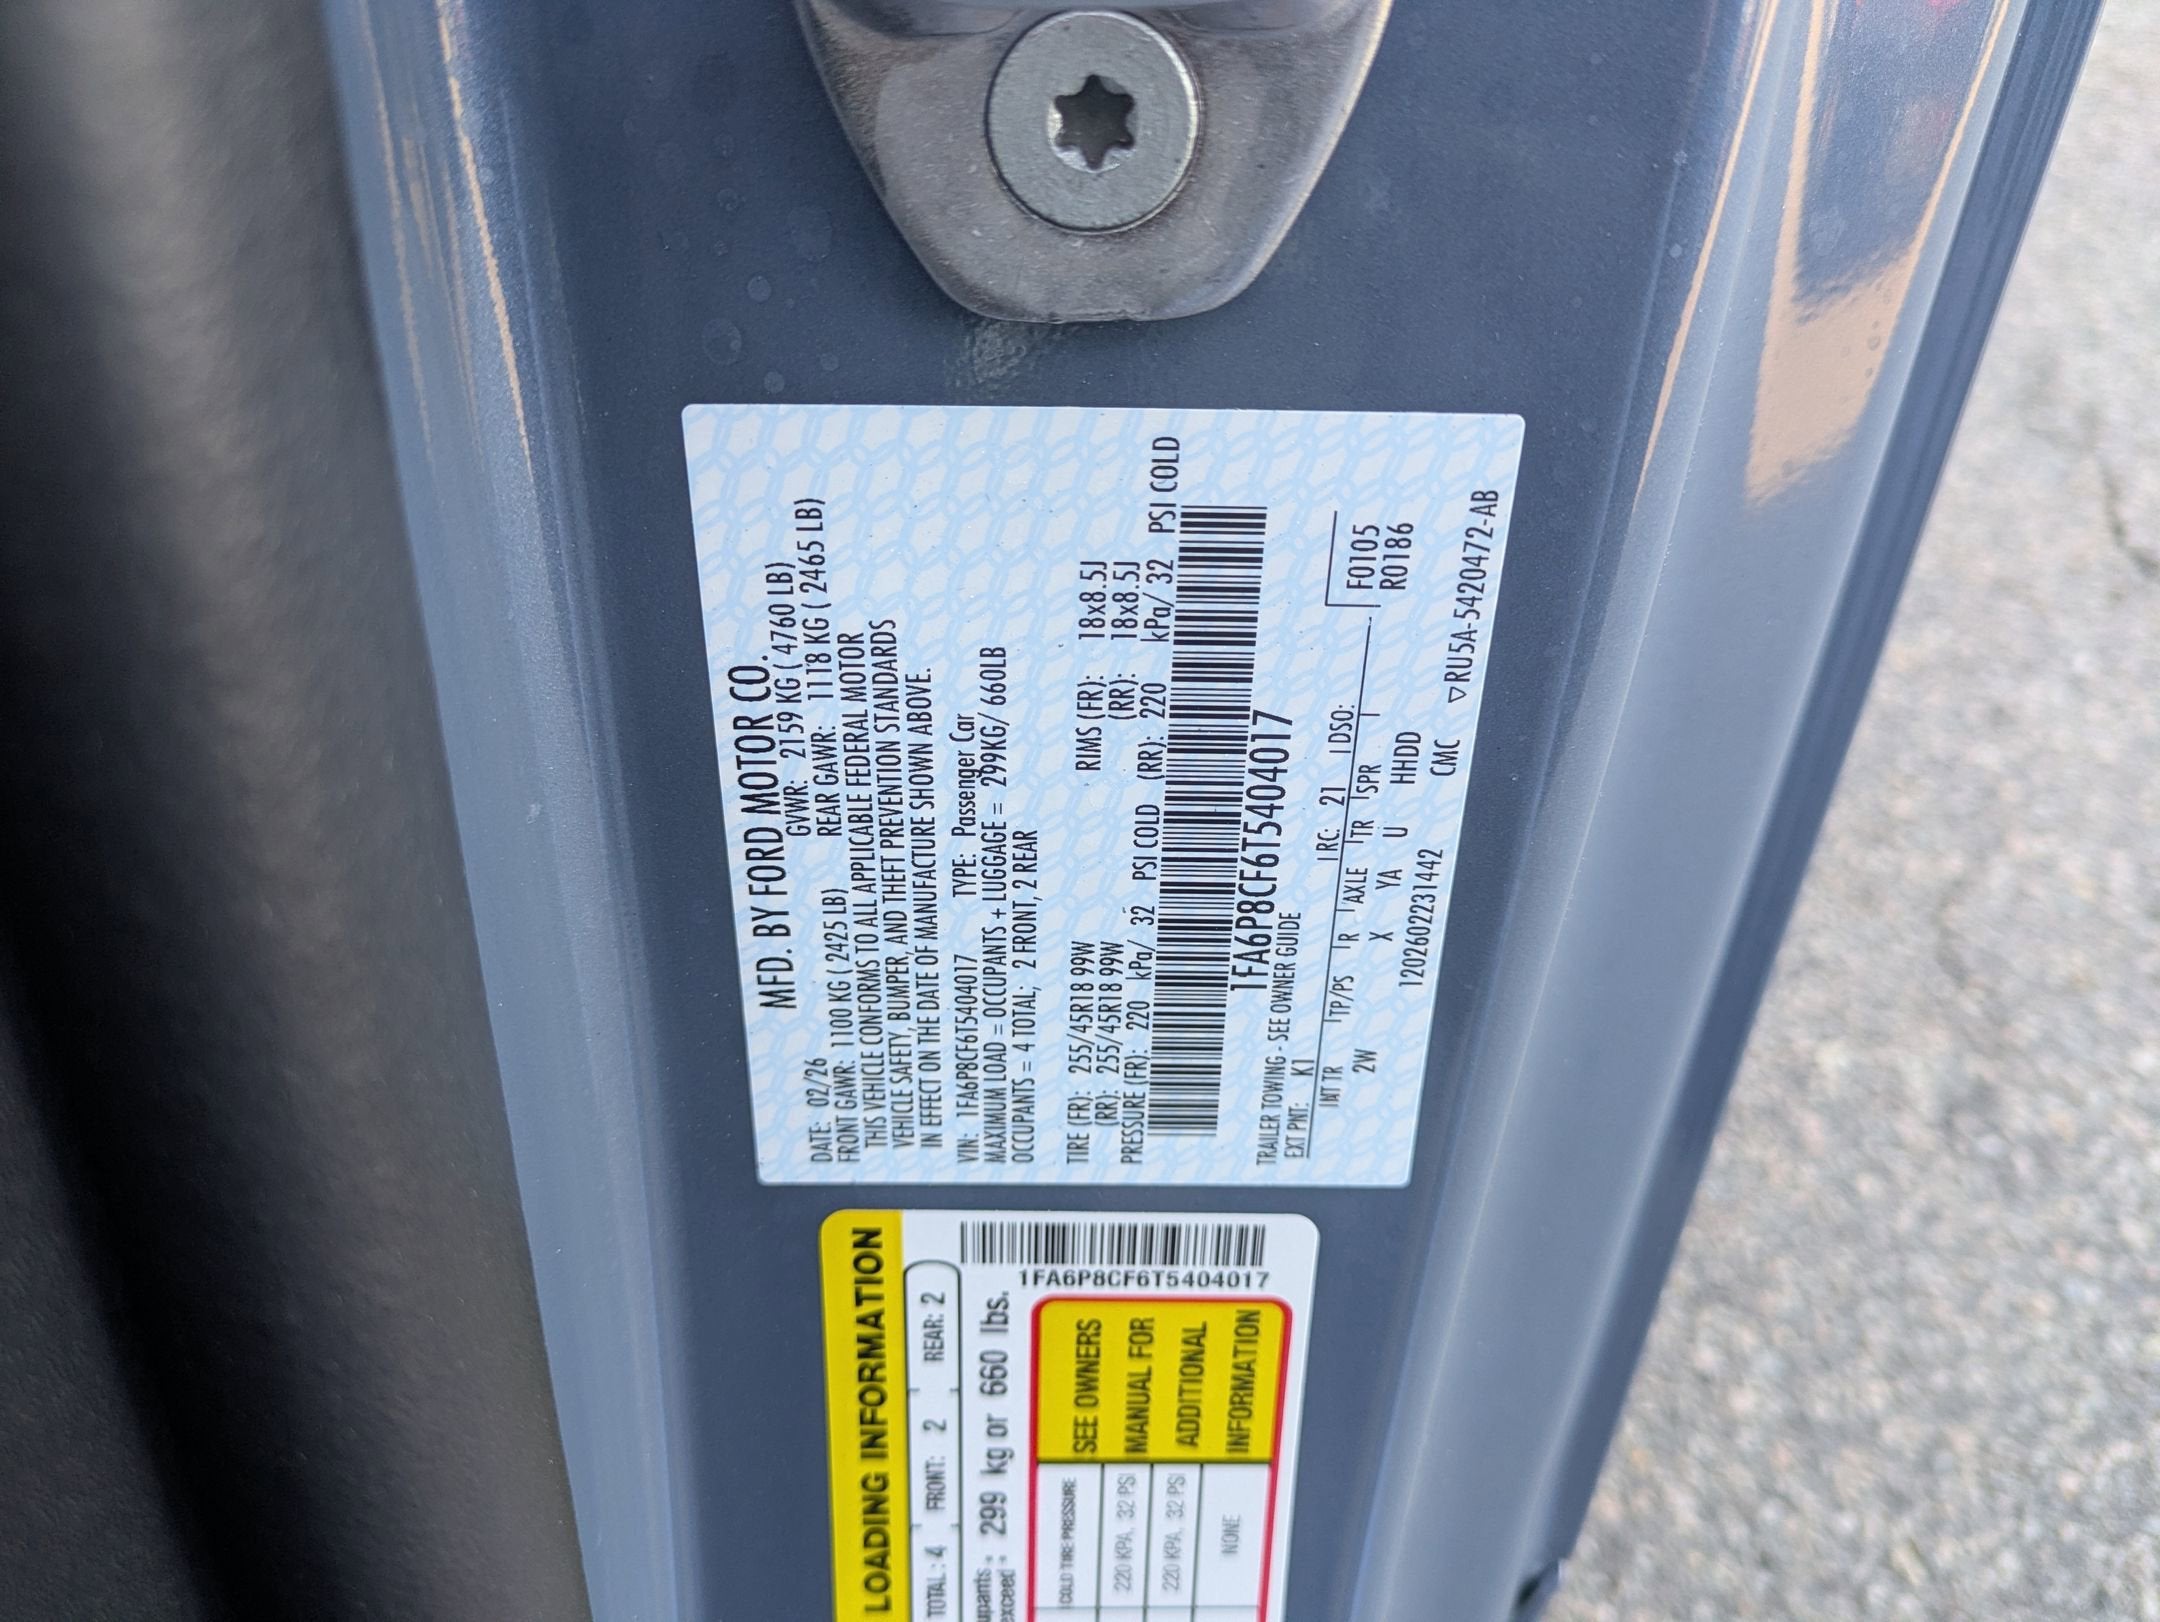 MFD. BY FORD MOTOR CO.
DATE: 02/26 GVWR: 2159 KG ( 4760 LB)
FRONT GAWR: 1100 KG ( 2425 LB) REAR GAWR: 1118 KG ( 2465 LB)
THIS VEHICLE CONFORMS TO ALL APPLICABLE FEDERAL MOTOR
VEHICLE SAFETY, BUMPER, AND THEFT PREVENTION STANDARDS
IN EFFECT ON THE DATE OF MANUFACTURE SHOWN ABOVE.
VIN: 1FA6P8CF6T5404017 TYPE: Passenger Car
MAXIMUM LOAD = OCCUPANTS + LUGGAGE = 299KG/ 660LB
OCCUPANTS = 4 TOTAL; 2 FRONT, 2 REAR
TIRE (FR): 255/45R18 99W RIMS (FR): 18x8.5J
(RR): 255/45R18 99W (RR): 18x8.5J
PRESSURE (FR): 220 kPa/ 32 PSI COLD (RR): 220 kPa/ 32 PSI COLD
1FA6P8CF6T5404017
TRAILER TOWING - SEE OWNER GUIDE
EXT PNT: K1 RC: 21 DSO:
INT TR TP/PS R AXLE TR SPR F0105
2W X YA U HHDD R0186
1202602231442 CMC ▽RU5A-5420472-AB
LOADING INFORMATION
TOTAL : 4 FRONT: 2 REAR: 2
exceed 299 kg or 660 lbs.
1FA6P8CF6T5404017
COLD TIRE PRESSURE
220 KPA, 32 PSI
220 KPA, 32 PSI
NONE
SEE OWNERS
MANUAL FOR
ADDITIONAL
INFORMATION